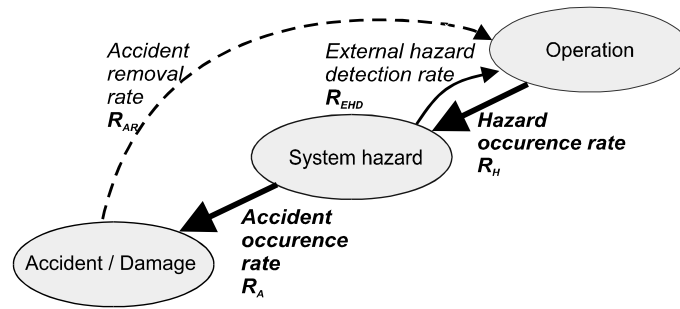 Accident
removal
rate
R_AR
External hazard
detection rate
R_EHD
Operation
Hazard
occurence rate
R_H
System hazard
Accident
occurence
rate
R_A
Accident / Damage